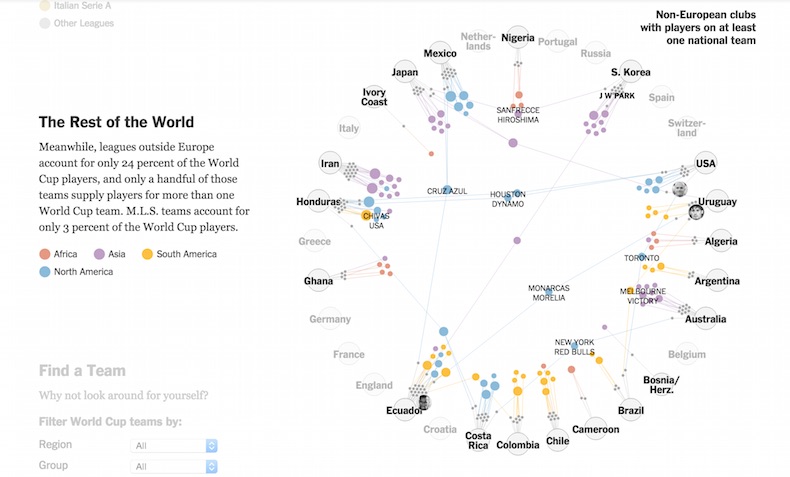 Italian Serie A
Other Leagues
Non-European clubs
with players on at least
one national team
The Rest of the World
Meanwhile, leagues outside Europe
account for only 24 percent of the World
Cup players, and only a handful of those
teams supply players for more than one
World Cup team. M.L.S. teams account for
only 3 percent of the World Cup players.
Africa
Asia
South America
North America
Find a Team
Why not look around for yourself?
Filter World Cup teams by:
Region
All
Group
All
Nigeria
Portugal
Russia
S. Korea
J W PARK
Spain
Switzer-
land
USA
Uruguay
Algeria
TORONTO
Argentina
MELBOURNE
VICTORY
Australia
Belgium
Bosnia/
Herz.
Brazil
Cameroon
Chile
Colombia
Costa
Rica
Croatia
Ecuador
England
France
Germany
Ghana
Greece
Honduras
Iran
Italy
Ivory
Coast
Japan
Mexico
Nether-
lands
SANFRECCE
HIROSHIMA
CRUZ AZUL
HOUSTON
DYNAMO
CHIVAS
USA
MONARCAS
MORELIA
NEW YORK
RED BULLS